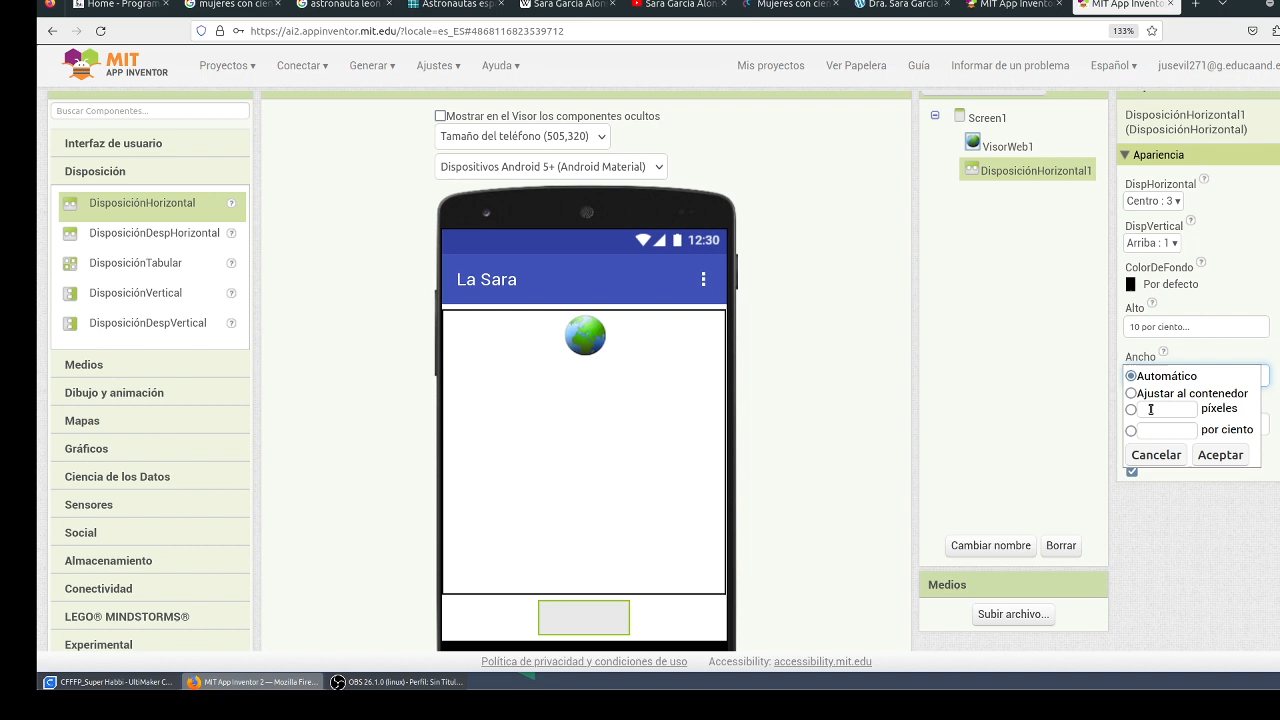 Home - Program
mujeres con cien
astronauta leon
Astronautas esp
Sara García Alons
Sara García Alons
Mujeres con cien
Dra. Sara García
MIT App Invento
MIT App Invento
https://ai2.appinventor.mit.edu/?locale=es_ES#4868116823539712
133%
MIT
APP INVENTOR
Proyectos ▾ Conectar ▾ Generar ▾ Ajustes ▾ Ayuda ▾ Mis proyectos Ver Papelera Guía Informar de un problema Español ▾ jusevil271@g.educaand.e
Buscar Componentes...
Interfaz de usuario
Disposición
DisposiciónHorizontal ?
DisposiciónDespHorizontal ?
DisposiciónTabular ?
DisposiciónVertical ?
DisposiciónDespVertical ?
Medios
Dibujo y animación
Mapas
Gráficos
Ciencia de los Datos
Sensores
Social
Almacenamiento
Conectividad
LEGO® MINDSTORMS®
Experimental
Mostrar en el Visor los componentes ocultos
Tamaño del teléfono (505,320)
Dispositivos Android 5+ (Android Material)
12:30
La Sara
Screen1
VisorWeb1
DisposiciónHorizontal1
Cambiar nombre Borrar
Medios
Subir archivo...
DisposiciónHorizontal1
(DisposiciónHorizontal)
Apariencia
DispHorizontal ?
Centro : 3 ▾
DispVertical ?
Arriba : 1 ▾
ColorDeFondo ?
Por defecto
Alto ?
10 por ciento...
Ancho ?
Automático
Ajustar al contenedor
píxeles
por ciento
Cancelar Aceptar
Política de privacidad y condiciones de uso Accessibility: accessibility.mit.edu
CFFFP_Super Habbi - UltiMaker C...
MIT App Inventor 2 — Mozilla Fire...
OBS 26.1.0 (linux) - Perfil: Sin Títul...